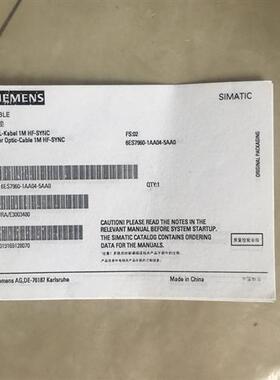 SIEMENS
SIMATIC
BLE
L-Kabel 1M HF-SYNC
FS:02
er Optic-Cable 1M HF-SYNC
6ES7960-1AA04-5AA0
ORIGINAL PACKAGING
6ES7960-1AA04-5AA0
QTY:1
CAUTION! PLEASE READ THE NOTES IN THE
RELEVANT MANUAL BEFORE SYSTEM STARTUP.
THE SIMATIC CATALOG CONTAINS ORDERING
DATA FOR THE MANUALS.
emens AG,DE-76187 Karlsruhe
Made in China